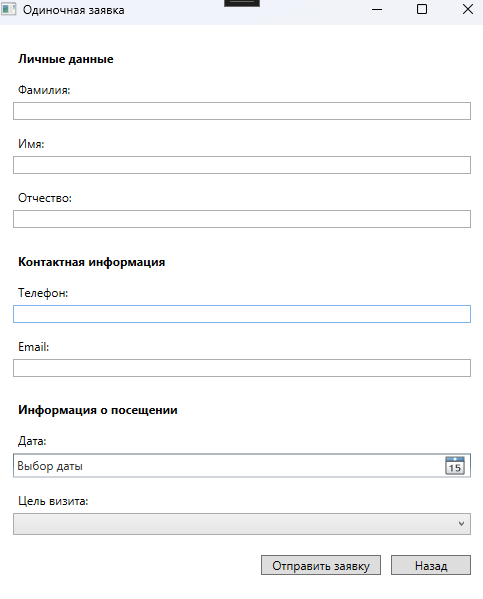 Одиночная заявка
Личные данные
Фамилия:
Имя:
Отчество:
Контактная информация
Телефон:
Email:
Информация о посещении
Дата:
Выбор даты
15
Цель визита:
Отправить заявку
Назад